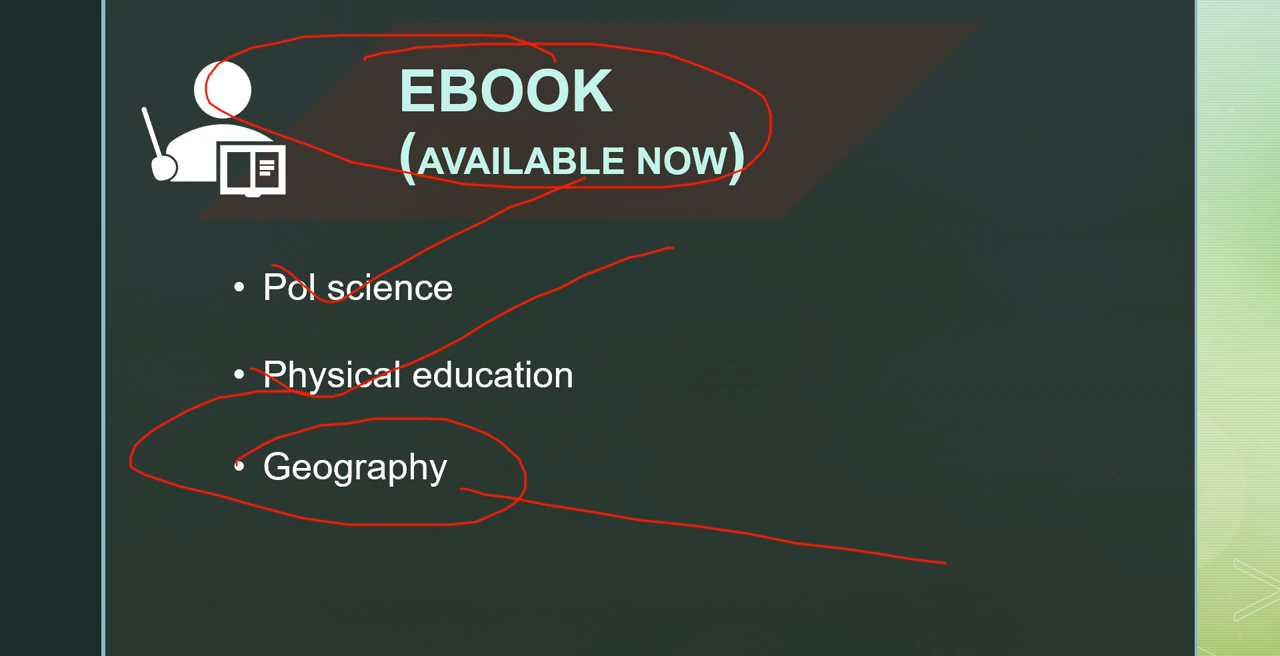 EBOOK
(AVAILABLE NOW)
• Pol science
• Physical education
• Geography